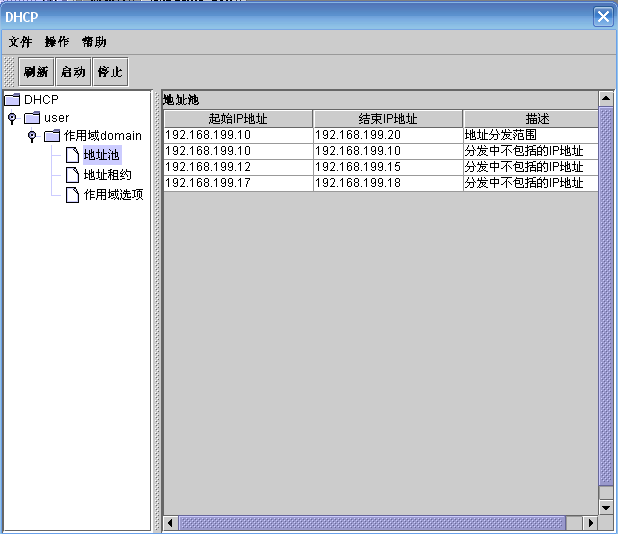 DHCP
文件 操作 帮助
刷新 启动 停止
DHCP
user
作用域domain
地址池
地址租约
作用域选项
地址池
起始IP地址 结束IP地址 描述
192.168.199.10 192.168.199.20 地址分发范围
192.168.199.10 192.168.199.10 分发中不包括的IP地址
192.168.199.12 192.168.199.15 分发中不包括的IP地址
192.168.199.17 192.168.199.18 分发中不包括的IP地址